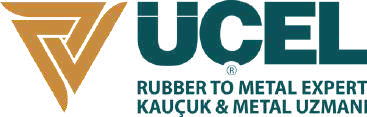 ÜÇEL
®
RUBBER TO METAL EXPERT
KAUÇUK & METAL UZMANI